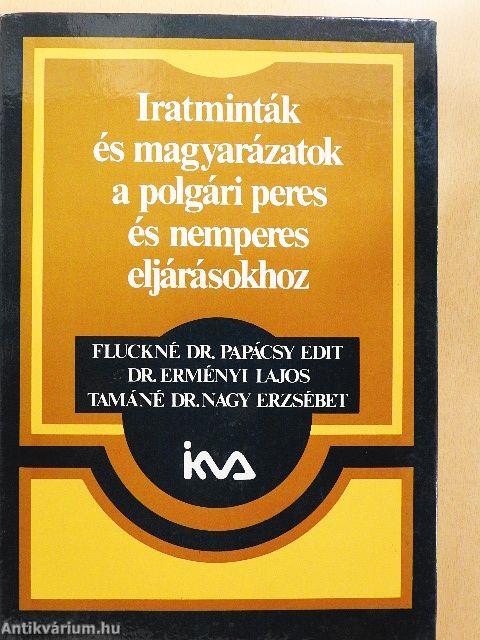 Iratminták
és magyarázatok
a polgári peres
és nemperes
eljárásokhoz
FLUCKNÉ DR. PAPÁCSY EDIT
DR. ERMÉNYI LAJOS
TAMÁNÉ DR. NAGY ERZSÉBET
Antikvárium.hu